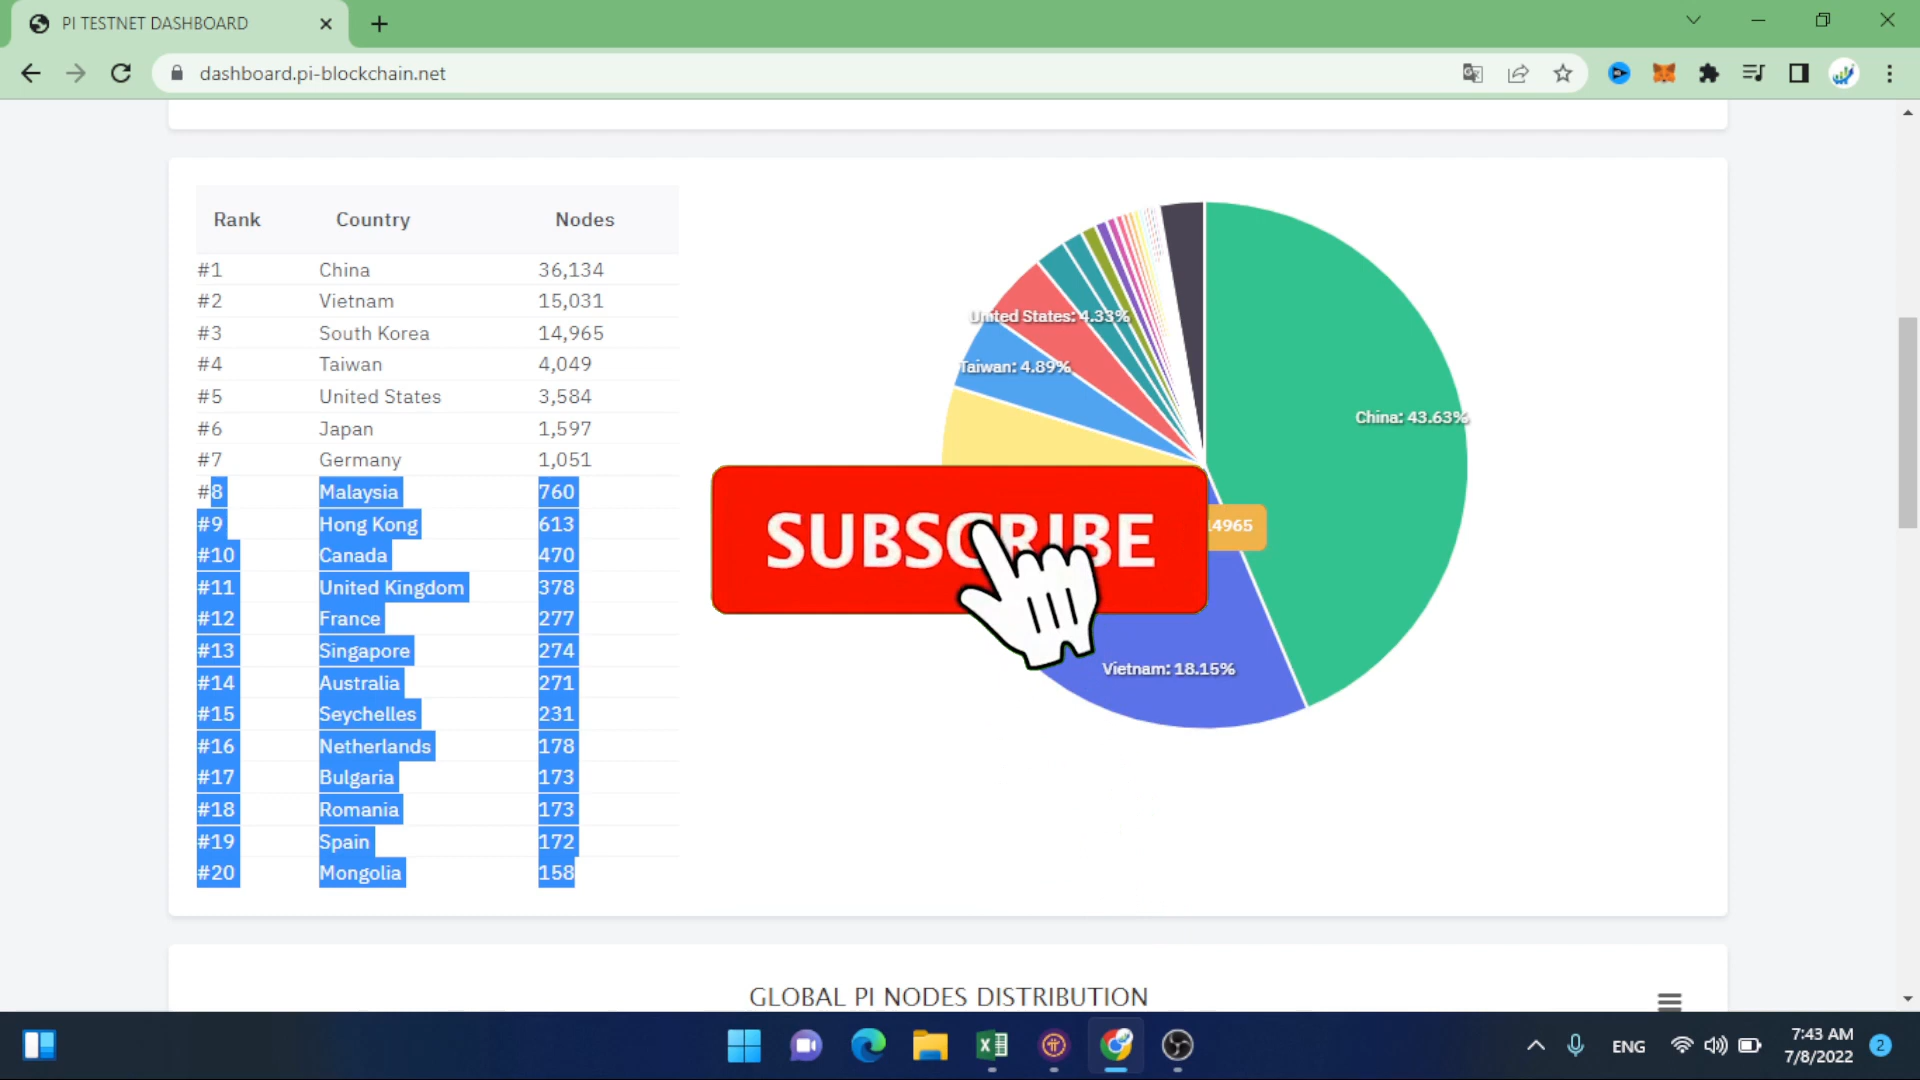 PI TESTNET DASHBOARD
dashboard.pi-blockchain.net
Rank Country Nodes
#1 China 36,134
#2 Vietnam 15,031
#3 South Korea 14,965
#4 Taiwan 4,049
#5 United States 3,584
#6 Japan 1,597
#7 Germany 1,051
#8 Malaysia 760
#9 Hong Kong 613
#10 Canada 470
#11 United Kingdom 378
#12 France 277
#13 Singapore 274
#14 Australia 271
#15 Seychelles 231
#16 Netherlands 178
#17 Bulgaria 173
#18 Romania 173
#19 Spain 172
#20 Mongolia 158
United States: 4.33%
Taiwan: 4.89%
China: 43.63%
SUBSCRIBE
14965
Vietnam: 18.15%
GLOBAL PI NODES DISTRIBUTION
ENG
7:43 AM
7/8/2022
2